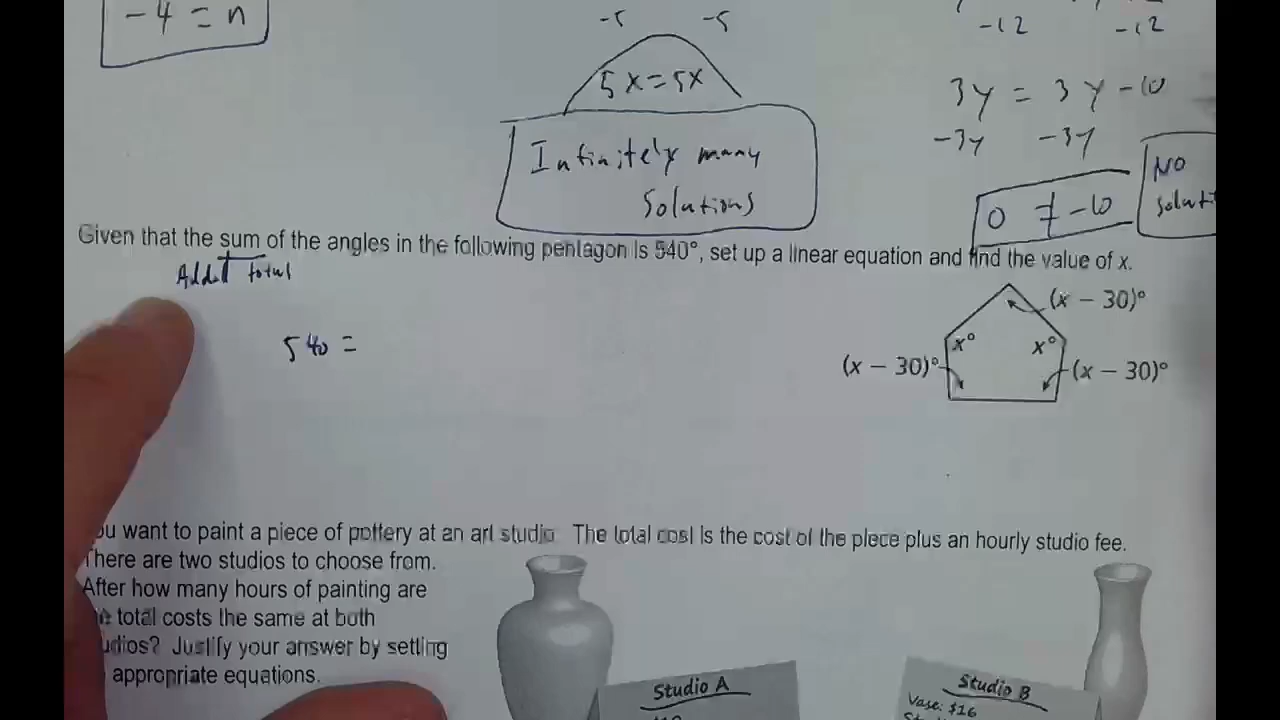 -4 = n
-5 -5
5x = 5x
Infinitely many
Solutions
-12 -12
3y = 3y - 10
-3y -3y
0 ≠ -10
No
Given that the sum of the angles in the following pentagon is 540°, set up a linear equation and find the value of x.
Added total
540 =
(x − 30)°
x° x°
(x − 30)° (x − 30)°
ou want to paint a piece of pottery at an art studio. The total cost is the cost of the piece plus an hourly studio fee.
There are two studios to choose from.
After how many hours of painting are
total costs the same at both
udios? Justify your answer by setting
appropriate equations.
Studio A
Studio B
Vase: $16